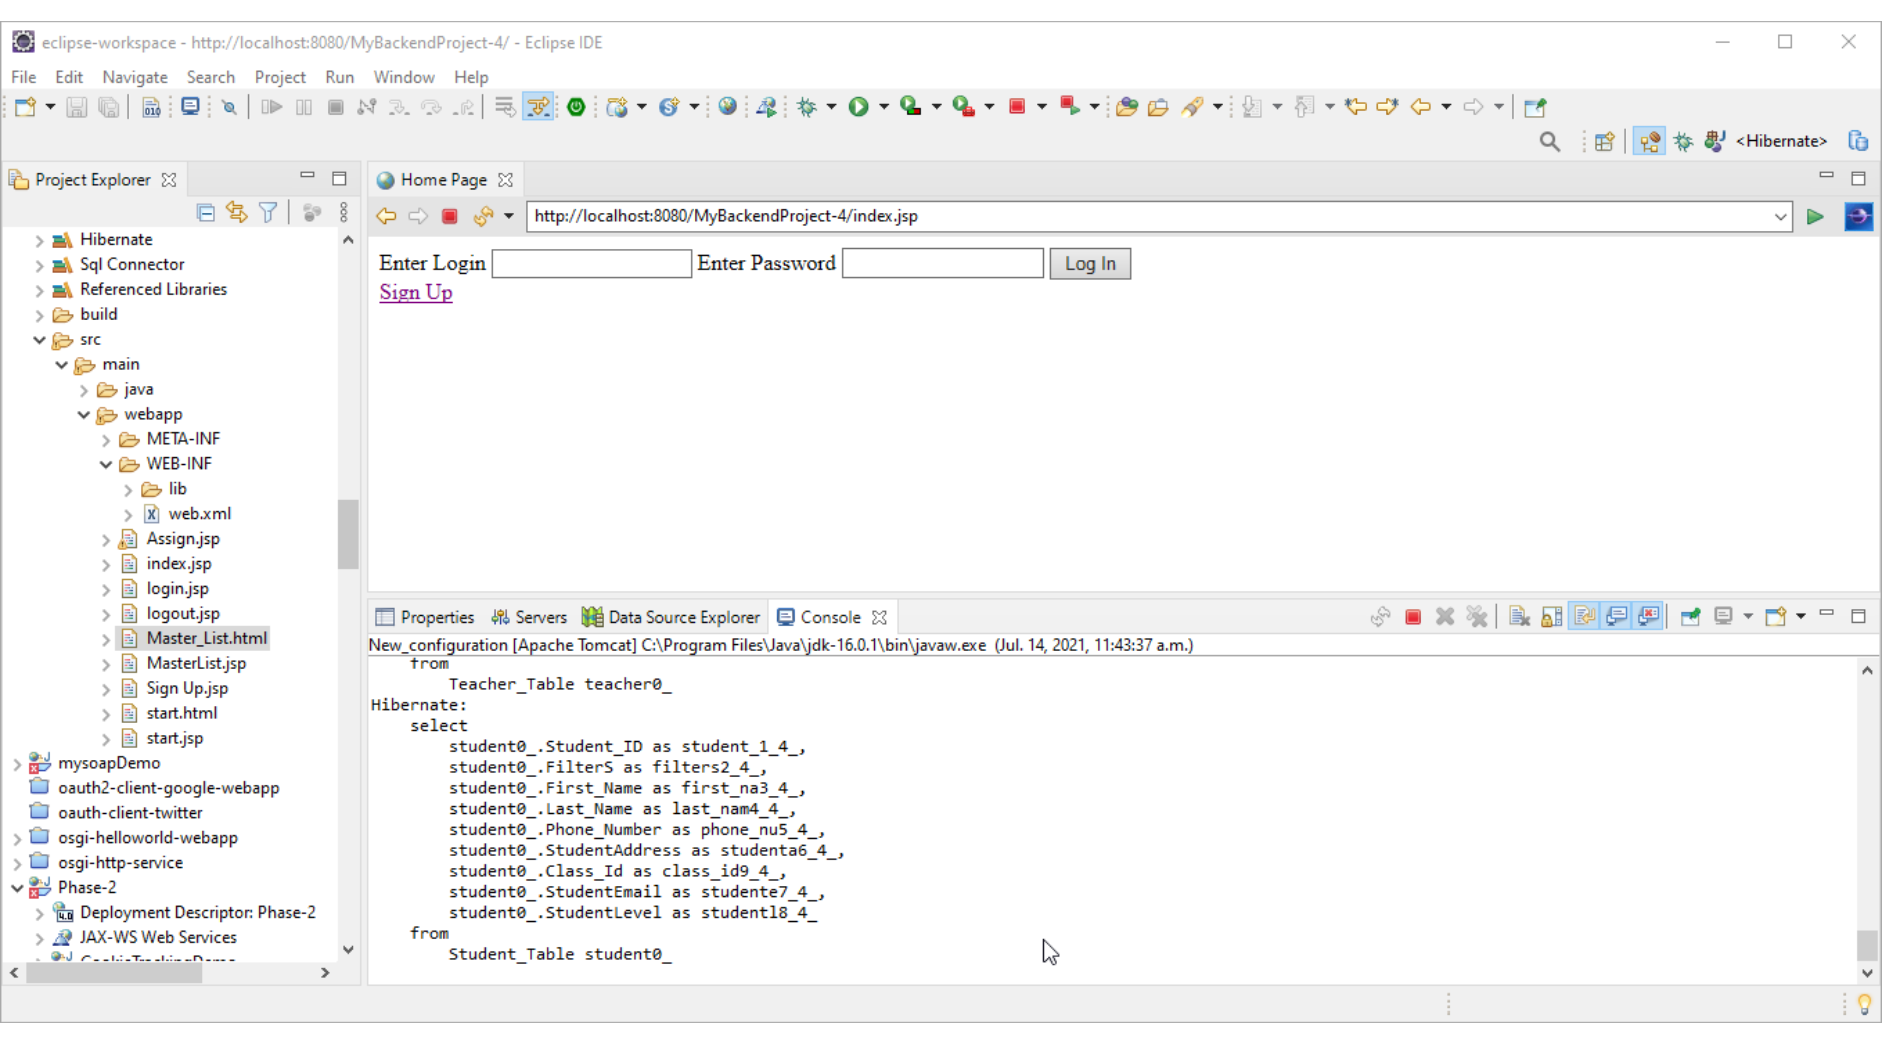 eclipse-workspace - http://localhost:8080/MyBackendProject-4/ - Eclipse IDE
File Edit Navigate Search Project Run Window Help
<Hibernate>
Project Explorer
Home Page
http://localhost:8080/MyBackendProject-4/index.jsp
Hibernate
Sql Connector
Referenced Libraries
build
src
main
java
webapp
META-INF
WEB-INF
lib
web.xml
Assign.jsp
index.jsp
login.jsp
logout.jsp
Master_List.html
MasterList.jsp
Sign Up.jsp
start.html
start.jsp
mysoapDemo
oauth2-client-google-webapp
oauth-client-twitter
osgi-helloworld-webapp
osgi-http-service
Phase-2
Deployment Descriptor: Phase-2
JAX-WS Web Services
Enter Login Enter Password Log In
Sign Up
Properties Servers Data Source Explorer Console
New_configuration [Apache Tomcat] C:\Program Files\Java\jdk-16.0.1\bin\javaw.exe (Jul. 14, 2021, 11:43:37 a.m.)
from
Teacher_Table teacher0_
Hibernate:
select
student0_.Student_ID as student_1_4_,
student0_.FilterS as filters2_4_,
student0_.First_Name as first_na3_4_,
student0_.Last_Name as last_nam4_4_,
student0_.Phone_Number as phone_nu5_4_,
student0_.StudentAddress as studenta6_4_,
student0_.Class_Id as class_id9_4_,
student0_.StudentEmail as studente7_4_,
student0_.StudentLevel as studentl8_4_
from
Student_Table student0_